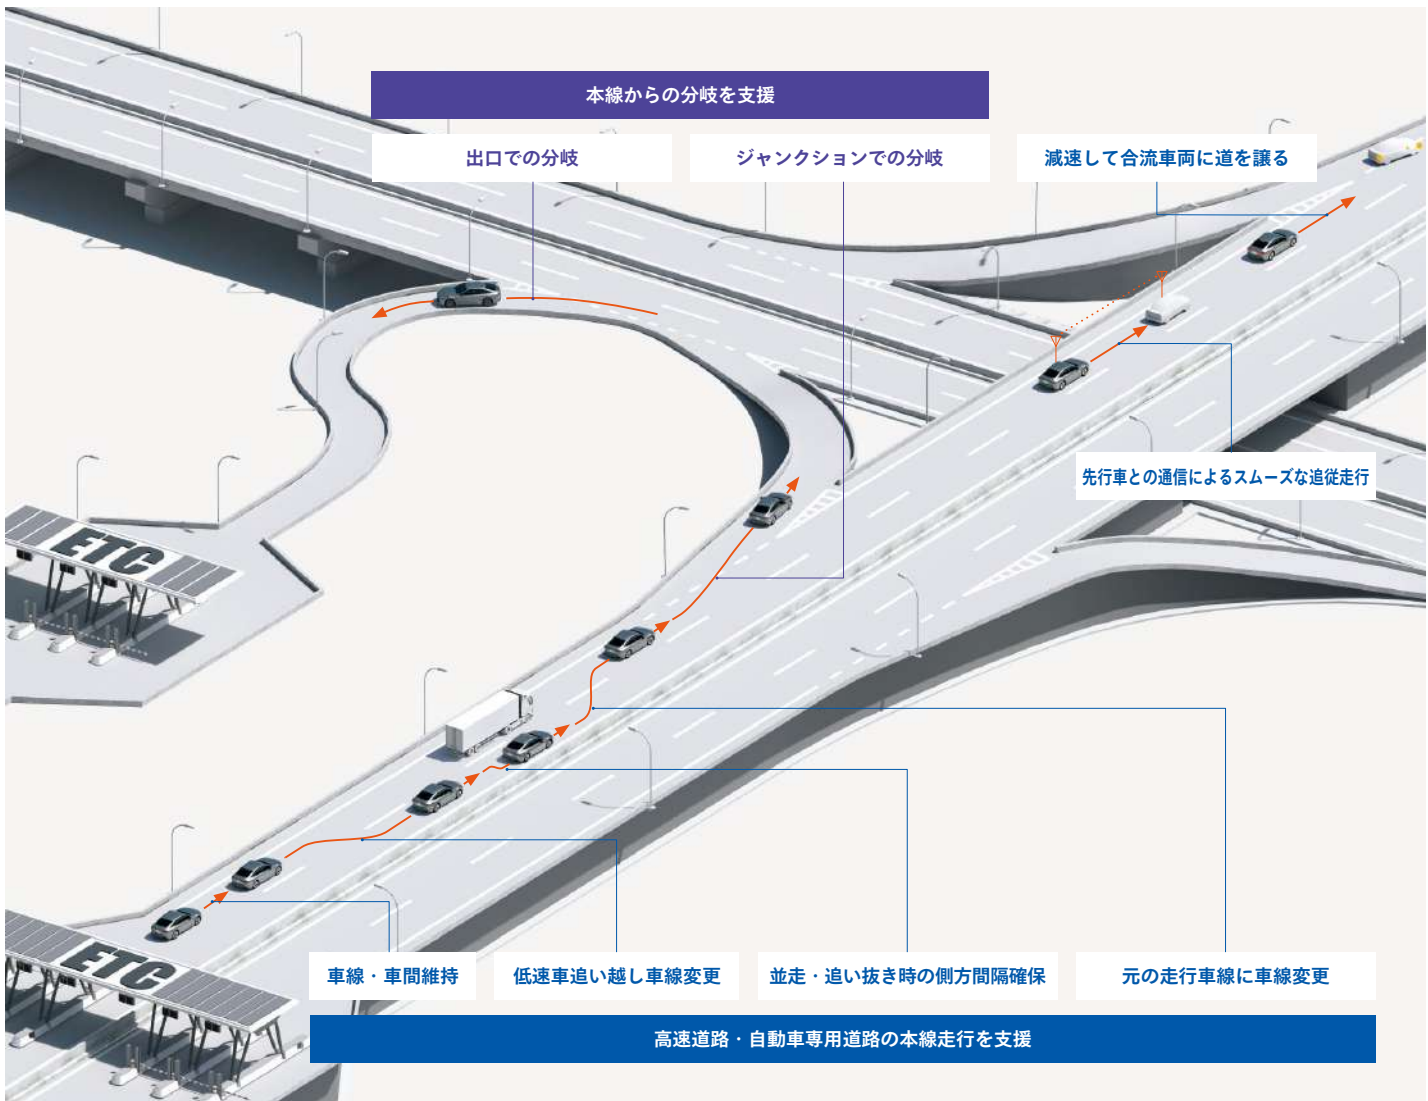 本線からの分岐を支援
出口での分岐
ジャンクションでの分岐
減速して合流車両に道を譲る
先行車との通信によるスムーズな追従走行
ETC
ETC
車線・車間維持
低速車追い越し車線変更
並走・追い抜き時の側方間隔確保
元の走行車線に車線変更
高速道路・自動車専用道路の本線走行を支援